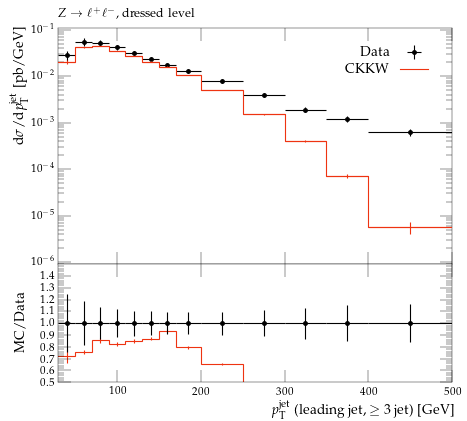 Z → ℓ⁺ℓ⁻, dressed level
dσ/dp_T^jet [pb/GeV]
10⁻¹
10⁻²
10⁻³
10⁻⁴
10⁻⁵
10⁻⁶
Data
CKKW
MC/Data
1.4
1.3
1.2
1.1
1.0
0.9
0.8
0.7
0.6
0.5
100 200 300 400 500
p_T^jet (leading jet, ≥ 3 jet) [GeV]